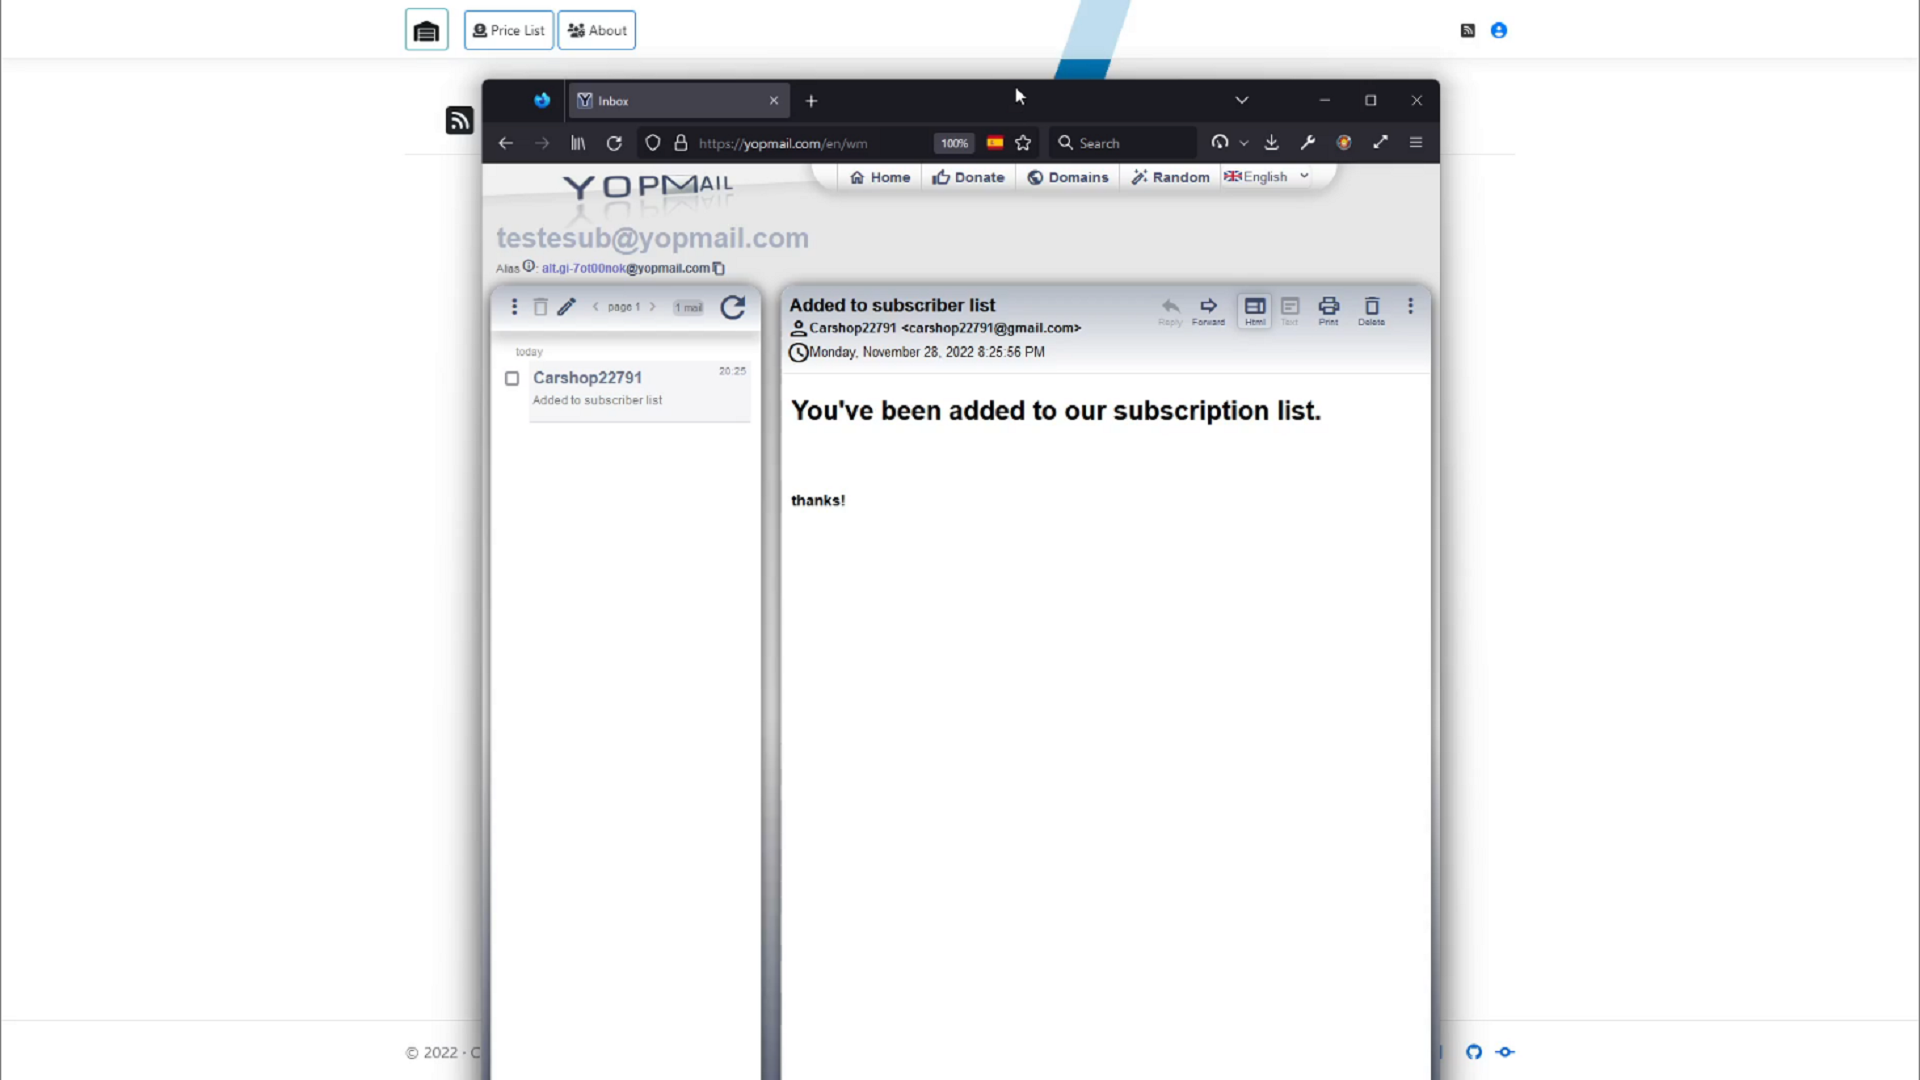 Price List
About
Inbox
https://yopmail.com/en/wm
100%
Search
YOPMAIL
Home
Donate
Domains
Random
English
testesub@yopmail.com
Alias
: alt.gi-7ot00nok@yopmail.com
page 1
1 mail
today
Carshop22791
20:25
Added to subscriber list
Added to subscriber list
Carshop22791 <carshop22791@gmail.com>
Monday, November 28, 2022 8:25:56 PM
Reply
Forward
Html
Text
Print
Delete
You've been added to our subscription list.
thanks!
© 2022 · C